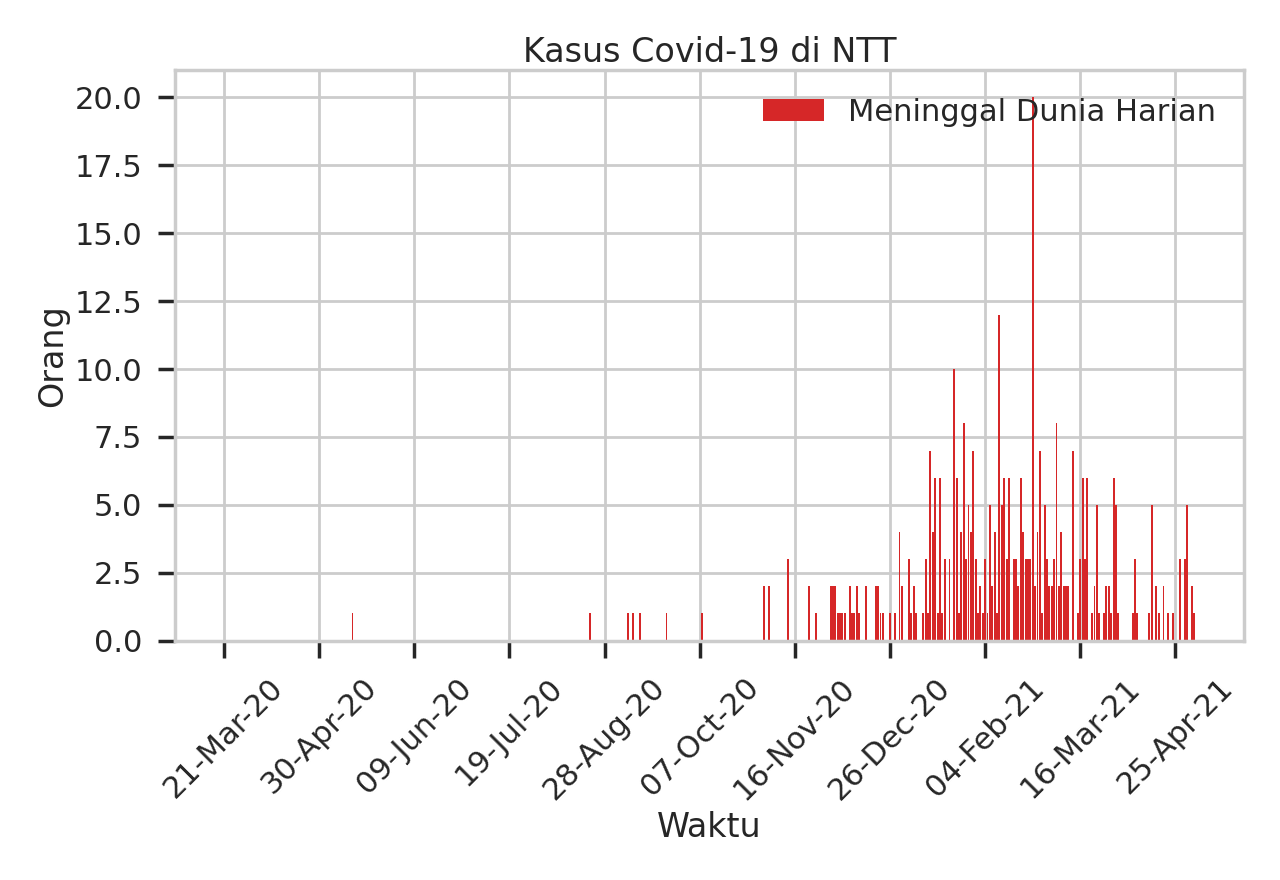 Kasus Covid-19 di NTT
Meninggal Dunia Harian
Orang
20.0
17.5
15.0
12.5
10.0
7.5
5.0
2.5
0.0
21-Mar-20
30-Apr-20
09-Jun-20
19-Jul-20
28-Aug-20
07-Oct-20
16-Nov-20
26-Dec-20
04-Feb-21
16-Mar-21
25-Apr-21
Waktu